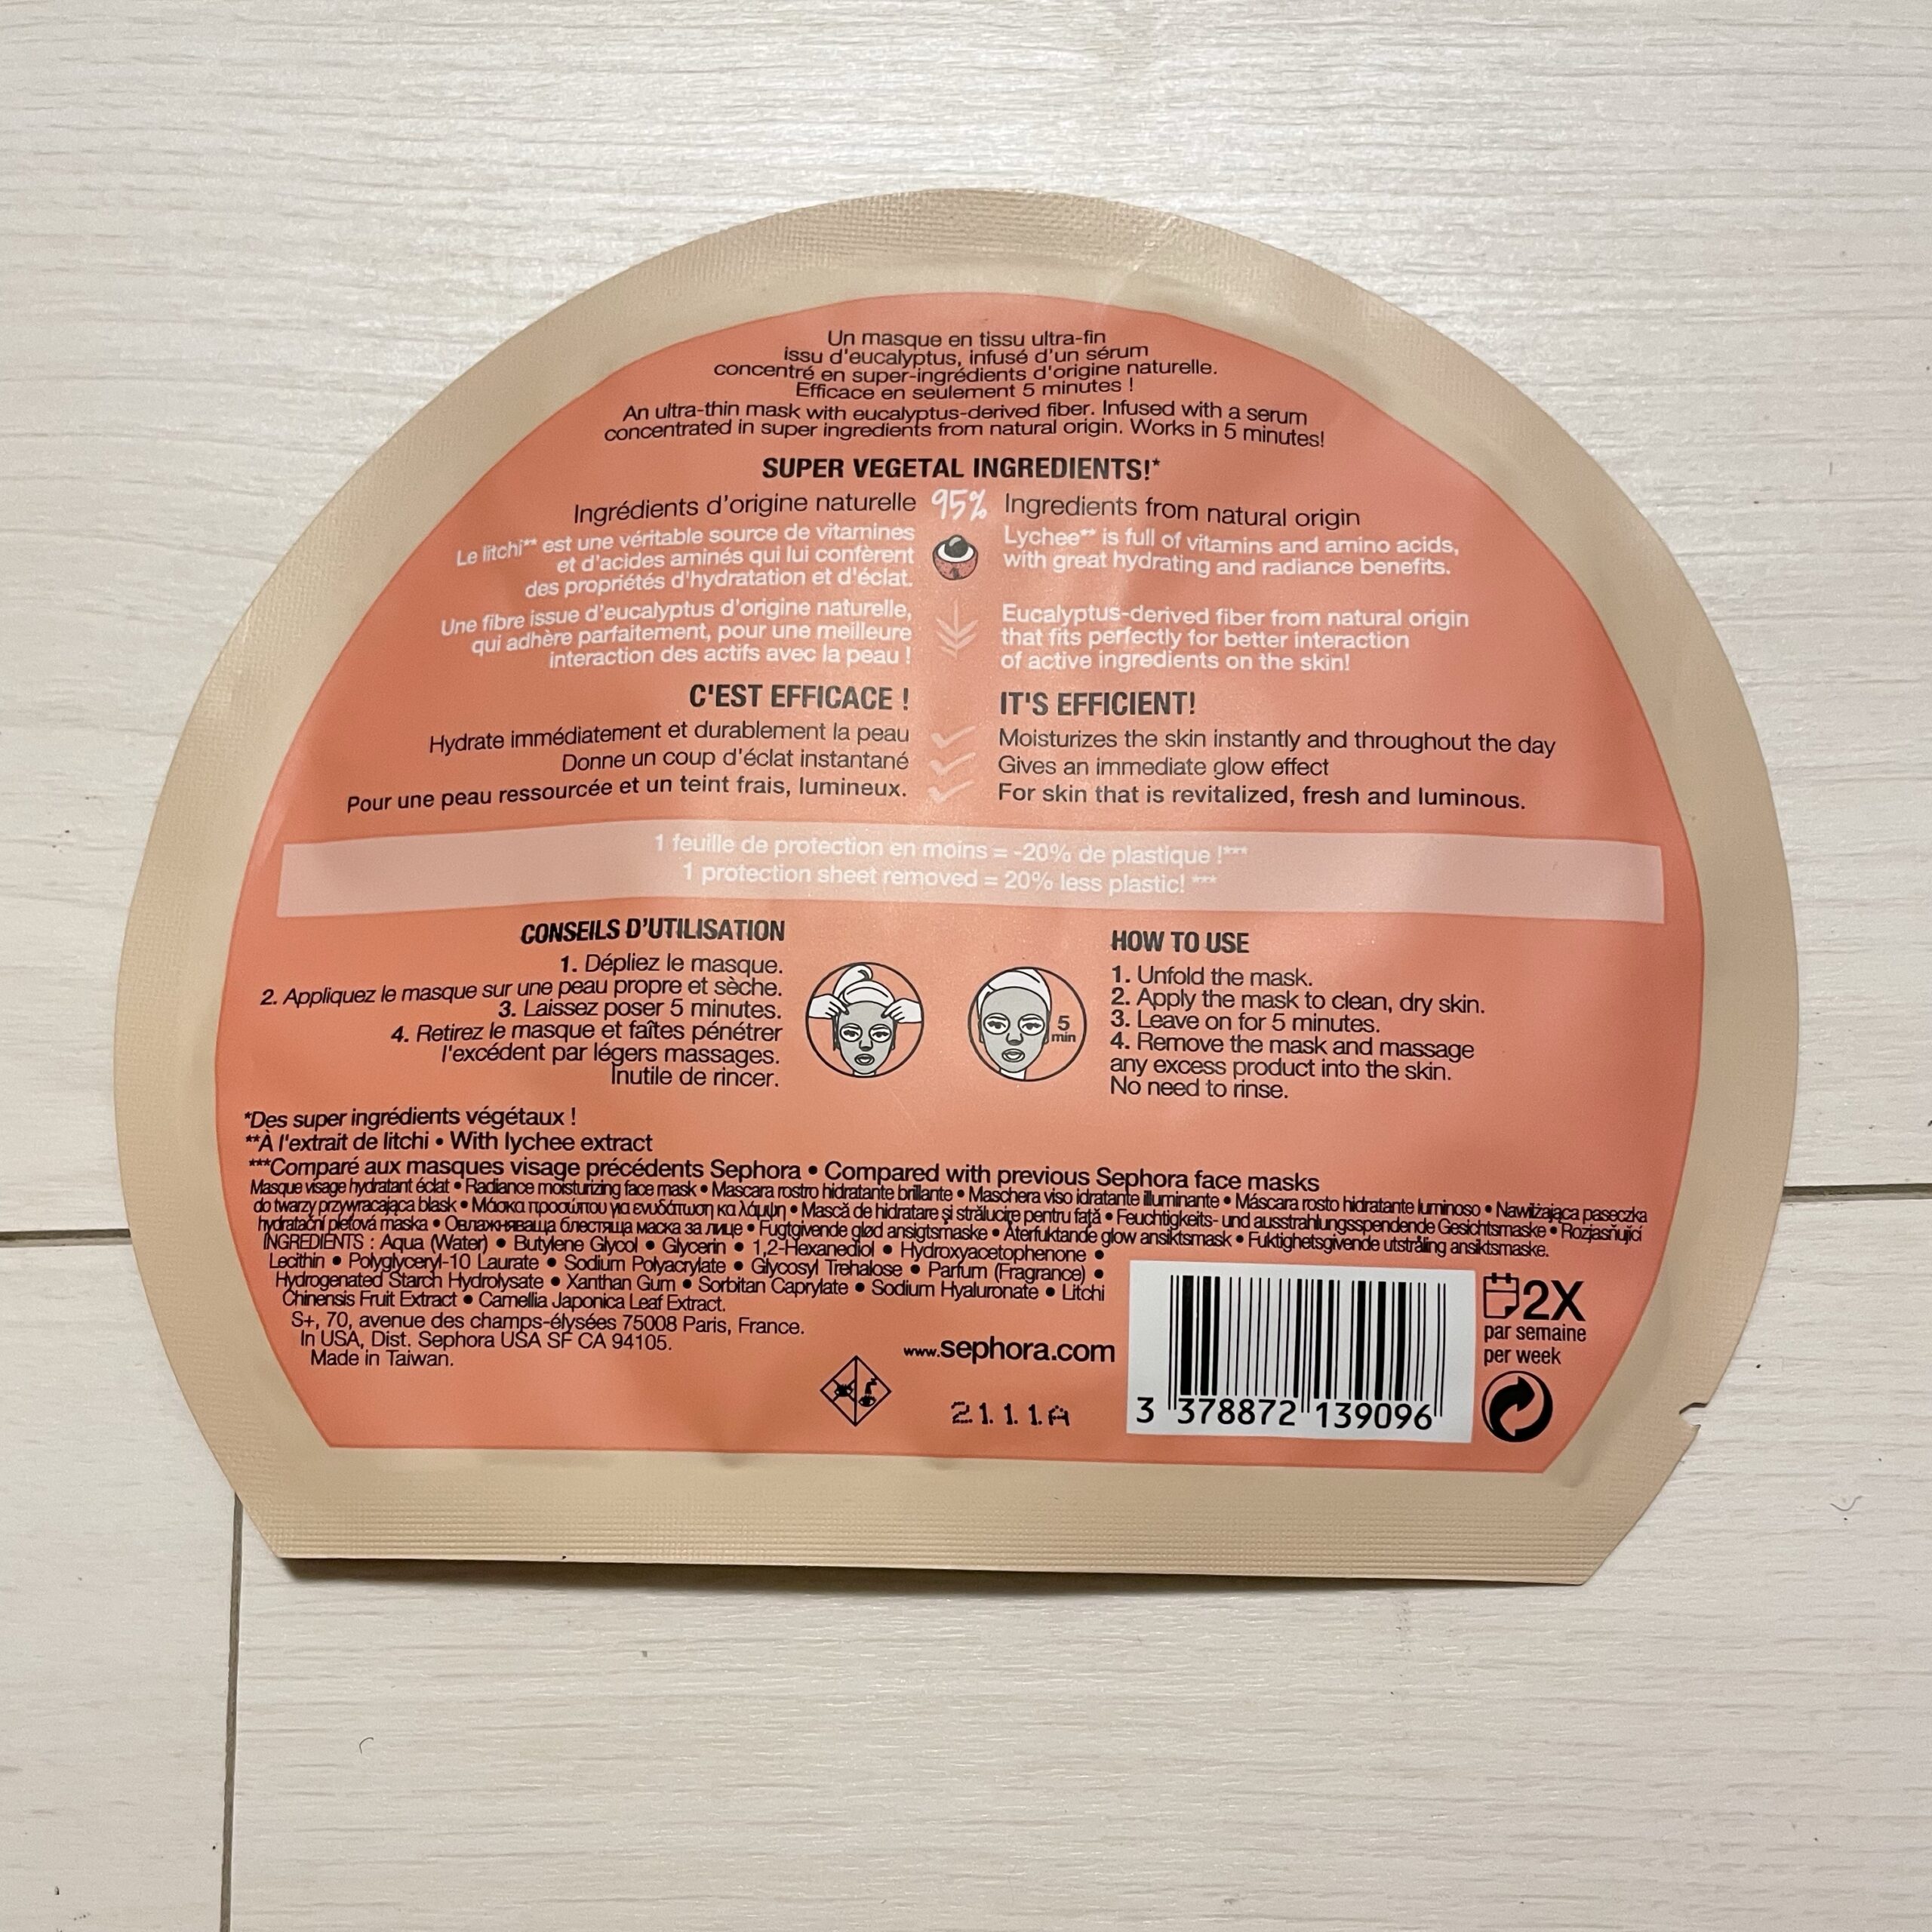 Un masque en tissu ultra-fin
issu d'eucalyptus, infusé d'un sérum
concentré en super-ingrédients d'origine naturelle.
Efficace en seulement 5 minutes !
An ultra-thin mask with eucalyptus-derived fiber. Infused with a serum
concentrated in super ingredients from natural origin. Works in 5 minutes!
SUPER VEGETAL INGREDIENTS!*
Ingrédients d'origine naturelle 95% Ingredients from natural origin
Le litchi** est une véritable source de vitamines
et d'acides aminés qui lui confèrent
des propriétés d'hydratation et d'éclat.
Lychee** is full of vitamins and amino acids,
with great hydrating and radiance benefits.
Une fibre issue d'eucalyptus d'origine naturelle,
qui adhère parfaitement, pour une meilleure
interaction des actifs avec la peau !
Eucalyptus-derived fiber from natural origin
that fits perfectly for better interaction
of active ingredients on the skin!
C'EST EFFICACE !
Hydrate immédiatement et durablement la peau
Donne un coup d'éclat instantané
Pour une peau ressourcée et un teint frais, lumineux.
IT'S EFFICIENT!
Moisturizes the skin instantly and throughout the day
Gives an immediate glow effect
For skin that is revitalized, fresh and luminous.
1 feuille de protection en moins = -20% de plastique !***
1 protection sheet removed = 20% less plastic! ***
CONSEILS D'UTILISATION
1. Dépliez le masque.
2. Appliquez le masque sur une peau propre et sèche.
3. Laissez poser 5 minutes.
4. Retirez le masque et faîtes pénétrer
l'excédent par légers massages.
Inutile de rincer.
5
min
HOW TO USE
1. Unfold the mask.
2. Apply the mask to clean, dry skin.
3. Leave on for 5 minutes.
4. Remove the mask and massage
any excess product into the skin.
No need to rinse.
*Des super ingrédients végétaux !
**À l'extrait de litchi • With lychee extract
***Comparé aux masques visage précédents Sephora • Compared with previous Sephora face masks
Masque visage hydratant éclat • Radiance moisturizing face mask • Mascara rostro hidratante brillante • Maschera viso idratante illuminante • Máscara rosto hidratante luminoso • Nawilżająca paseczka
do twarzy przywracająca blask • Μάσκα προσώπου για ενυδάτωση κα λάμψη • Mască de hidratare și strălucire pentru față • Feuchtigkeits- und ausstrahlungsspendende Gesichtsmaske • Rozjasňující
hydratační pleťová maska • Овлажняваща блестяща маска за лице • Fugtgivende glød ansigtsmaske • Återfuktande glow ansiktsmask • Fuktighetsgivende utstråling ansiktsmaske.
INGREDIENTS : Aqua (Water) • Butylene Glycol • Glycerin • 1,2-Hexanediol • Hydroxyacetophenone •
Lecithin • Polyglyceryl-10 Laurate • Sodium Polyacrylate • Glycosyl Trehalose • Parfum (Fragrance) •
Hydrogenated Starch Hydrolysate • Xanthan Gum • Sorbitan Caprylate • Sodium Hyaluronate • Litchi
Chinensis Fruit Extract • Camellia Japonica Leaf Extract.
S+, 70, avenue des champs-élysées 75008 Paris, France.
In USA, Dist. Sephora USA SF CA 94105.
Made in Taiwan.
www.sephora.com
21.1.1.A
3 378872 139096
2X
par semaine
per week